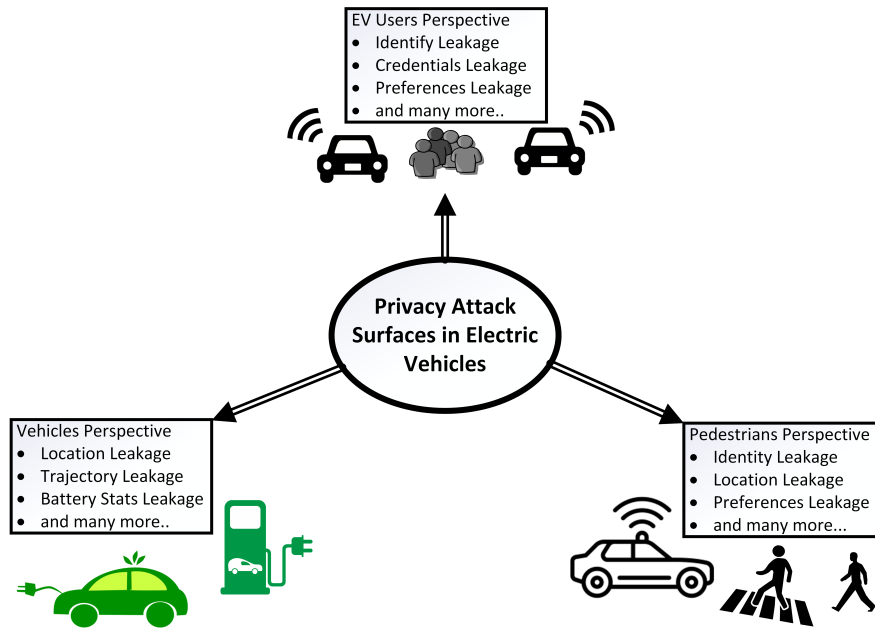 EV Users Perspective
• Identify Leakage
• Credentials Leakage
• Preferences Leakage
• and many more..
Privacy Attack
Surfaces in Electric
Vehicles
Vehicles Perspective
• Location Leakage
• Trajectory Leakage
• Battery Stats Leakage
• and many more..
Pedestrians Perspective
• Identity Leakage
• Location Leakage
• Preferences Leakage
• and many more...